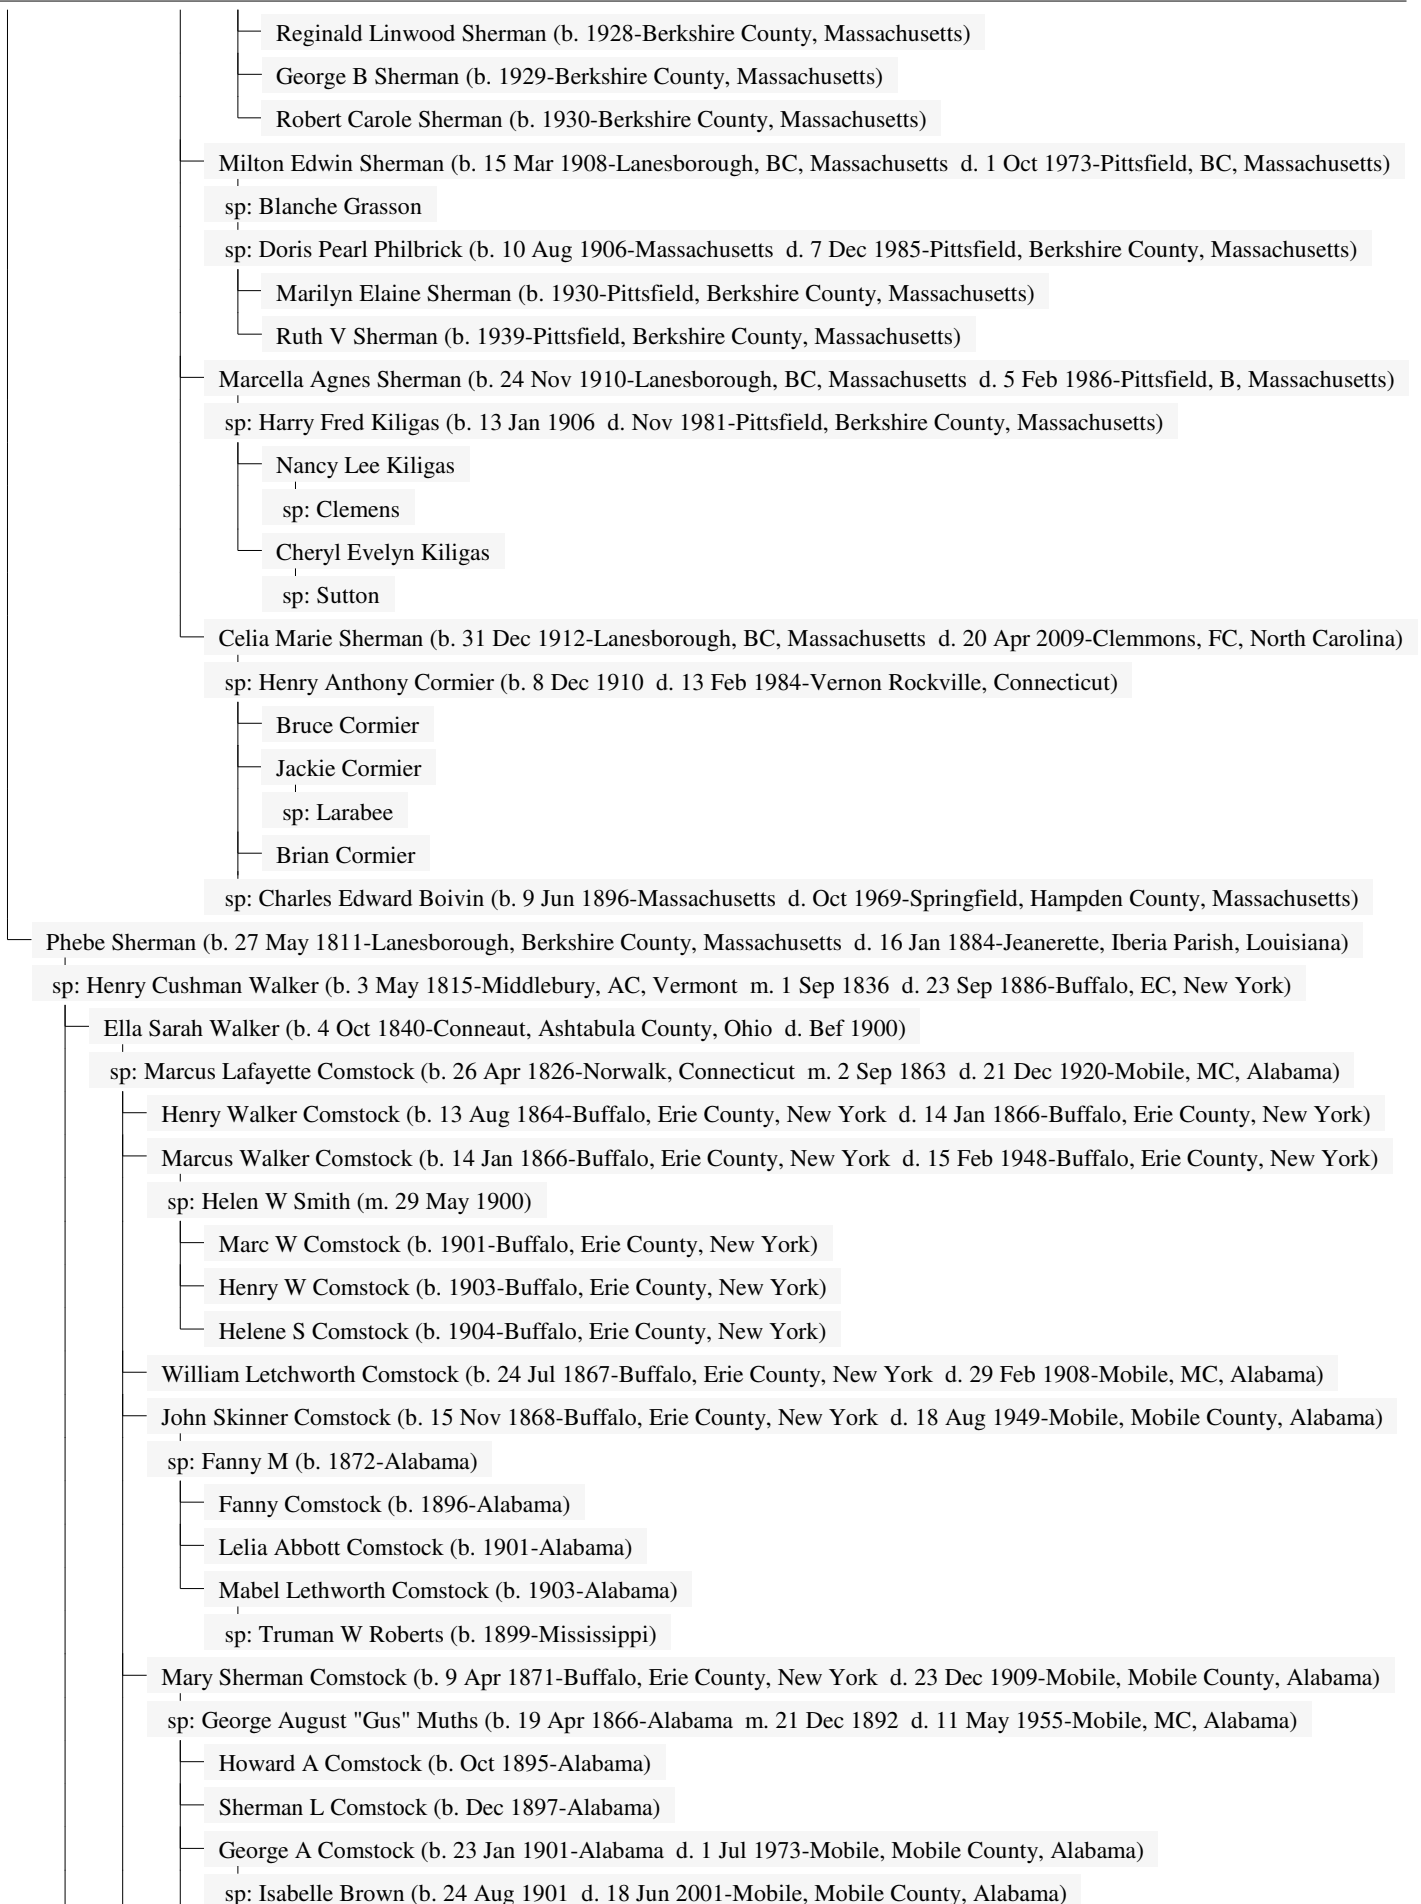 Reginald Linwood Sherman (b. 1928-Berkshire County, Massachusetts)
George B Sherman (b. 1929-Berkshire County, Massachusetts)
Robert Carole Sherman (b. 1930-Berkshire County, Massachusetts)
Milton Edwin Sherman (b. 15 Mar 1908-Lanesborough, BC, Massachusetts  d. 1 Oct 1973-Pittsfield, BC, Massachusetts)
sp: Blanche Grasson
sp: Doris Pearl Philbrick (b. 10 Aug 1906-Massachusetts  d. 7 Dec 1985-Pittsfield, Berkshire County, Massachusetts)
Marilyn Elaine Sherman (b. 1930-Pittsfield, Berkshire County, Massachusetts)
Ruth V Sherman (b. 1939-Pittsfield, Berkshire County, Massachusetts)
Marcella Agnes Sherman (b. 24 Nov 1910-Lanesborough, BC, Massachusetts  d. 5 Feb 1986-Pittsfield, B, Massachusetts)
sp: Harry Fred Kiligas (b. 13 Jan 1906  d. Nov 1981-Pittsfield, Berkshire County, Massachusetts)
Nancy Lee Kiligas
sp: Clemens
Cheryl Evelyn Kiligas
sp: Sutton
Celia Marie Sherman (b. 31 Dec 1912-Lanesborough, BC, Massachusetts  d. 20 Apr 2009-Clemmons, FC, North Carolina)
sp: Henry Anthony Cormier (b. 8 Dec 1910  d. 13 Feb 1984-Vernon Rockville, Connecticut)
Bruce Cormier
Jackie Cormier
sp: Larabee
Brian Cormier
sp: Charles Edward Boivin (b. 9 Jun 1896-Massachusetts  d. Oct 1969-Springfield, Hampden County, Massachusetts)
Phebe Sherman (b. 27 May 1811-Lanesborough, Berkshire County, Massachusetts  d. 16 Jan 1884-Jeanerette, Iberia Parish, Louisiana)
sp: Henry Cushman Walker (b. 3 May 1815-Middlebury, AC, Vermont  m. 1 Sep 1836  d. 23 Sep 1886-Buffalo, EC, New York)
Ella Sarah Walker (b. 4 Oct 1840-Conneaut, Ashtabula County, Ohio  d. Bef 1900)
sp: Marcus Lafayette Comstock (b. 26 Apr 1826-Norwalk, Connecticut  m. 2 Sep 1863  d. 21 Dec 1920-Mobile, MC, Alabama)
Henry Walker Comstock (b. 13 Aug 1864-Buffalo, Erie County, New York  d. 14 Jan 1866-Buffalo, Erie County, New York)
Marcus Walker Comstock (b. 14 Jan 1866-Buffalo, Erie County, New York  d. 15 Feb 1948-Buffalo, Erie County, New York)
sp: Helen W Smith (m. 29 May 1900)
Marc W Comstock (b. 1901-Buffalo, Erie County, New York)
Henry W Comstock (b. 1903-Buffalo, Erie County, New York)
Helene S Comstock (b. 1904-Buffalo, Erie County, New York)
William Letchworth Comstock (b. 24 Jul 1867-Buffalo, Erie County, New York  d. 29 Feb 1908-Mobile, MC, Alabama)
John Skinner Comstock (b. 15 Nov 1868-Buffalo, Erie County, New York  d. 18 Aug 1949-Mobile, Mobile County, Alabama)
sp: Fanny M (b. 1872-Alabama)
Fanny Comstock (b. 1896-Alabama)
Lelia Abbott Comstock (b. 1901-Alabama)
Mabel Lethworth Comstock (b. 1903-Alabama)
sp: Truman W Roberts (b. 1899-Mississippi)
Mary Sherman Comstock (b. 9 Apr 1871-Buffalo, Erie County, New York  d. 23 Dec 1909-Mobile, Mobile County, Alabama)
sp: George August "Gus" Muths (b. 19 Apr 1866-Alabama  m. 21 Dec 1892  d. 11 May 1955-Mobile, MC, Alabama)
Howard A Comstock (b. Oct 1895-Alabama)
Sherman L Comstock (b. Dec 1897-Alabama)
George A Comstock (b. 23 Jan 1901-Alabama  d. 1 Jul 1973-Mobile, Mobile County, Alabama)
sp: Isabelle Brown (b. 24 Aug 1901  d. 18 Jun 2001-Mobile, Mobile County, Alabama)